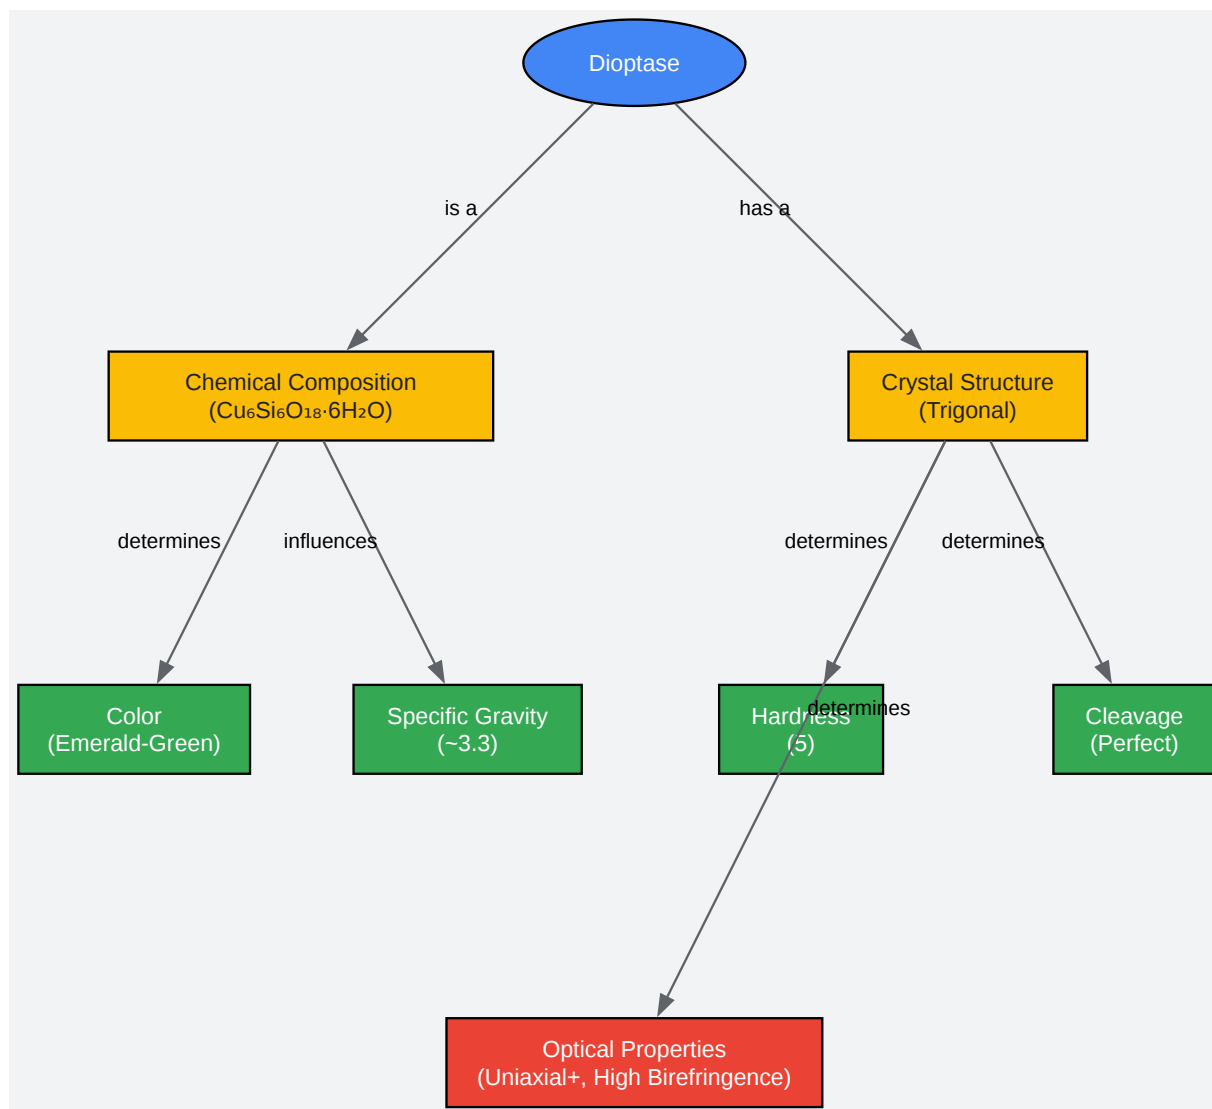 Dioptase
is a
has a
Chemical Composition
(Cu₆Si₆O₁₈·6H₂O)
Crystal Structure
(Trigonal)
determines
influences
determines
determines
Color
(Emerald-Green)
Specific Gravity
(~3.3)
Hardness
(5)
determines
Cleavage
(Perfect)
Optical Properties
(Uniaxial+, High Birefringence)